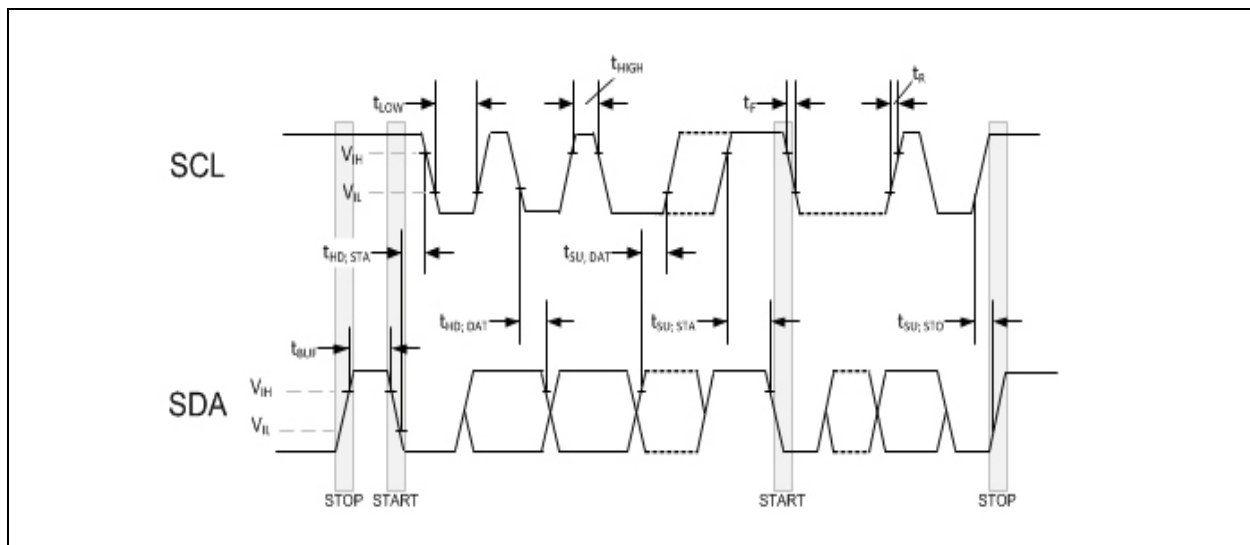 tHIGH
tR
tLOW
tF
SCL
VIH
VIL
tHD; STA
tSU; DAT
tHD; DAT
tSU; STA
tSU; STO
tBUF
VIH
SDA
VIL
STOP START START STOP